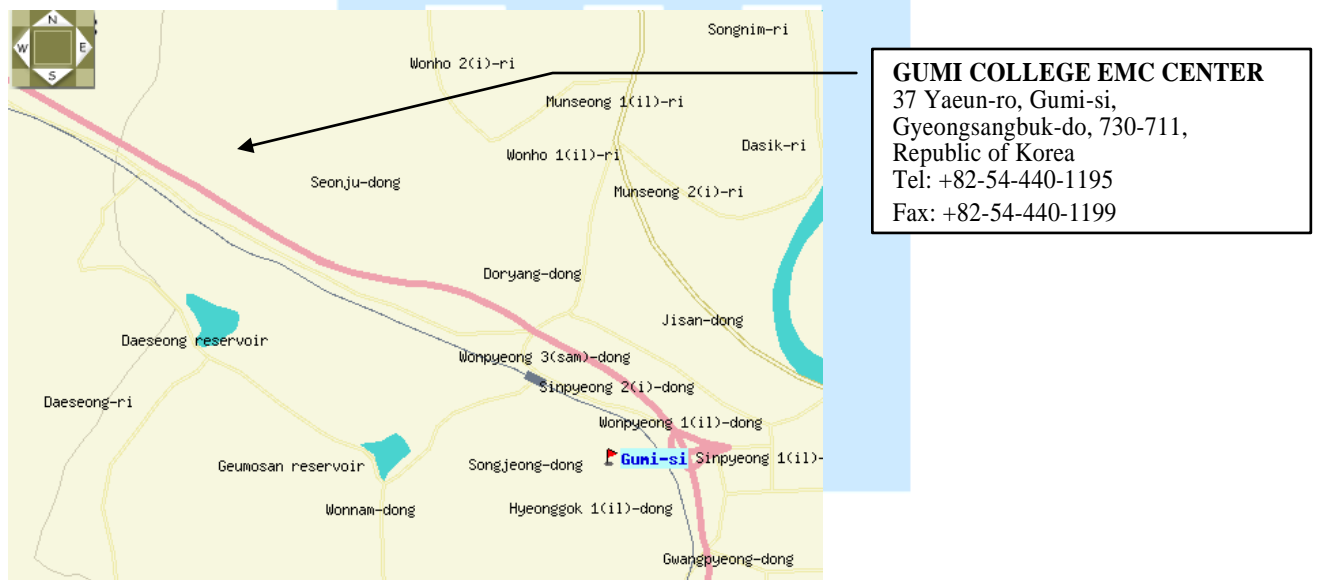 N
W E
S
Songnim-ri
Wonho 2(i)-ri
Munseong 1(il)-ri
Dasik-ri
Wonho 1(il)-ri
Seonju-dong
Munseong 2(i)-ri
Doryang-dong
Jisan-dong
Daeseong reservoir
Wonpyeong 3(sam)-dong
Sinpyeong 2(i)-dong
Daeseong-ri
Wonpyeong 1(il)-dong
Geumosan reservoir
Songjeong-dong
Gumi-si
Sinpyeong 1(il)-
Wonnam-dong
Hyeonggok 1(il)-dong
Gwangpyeong-dong
GUMI COLLEGE EMC CENTER
37 Yaeun-ro, Gumi-si,
Gyeongsangbuk-do, 730-711,
Republic of Korea
Tel: +82-54-440-1195
Fax: +82-54-440-1199